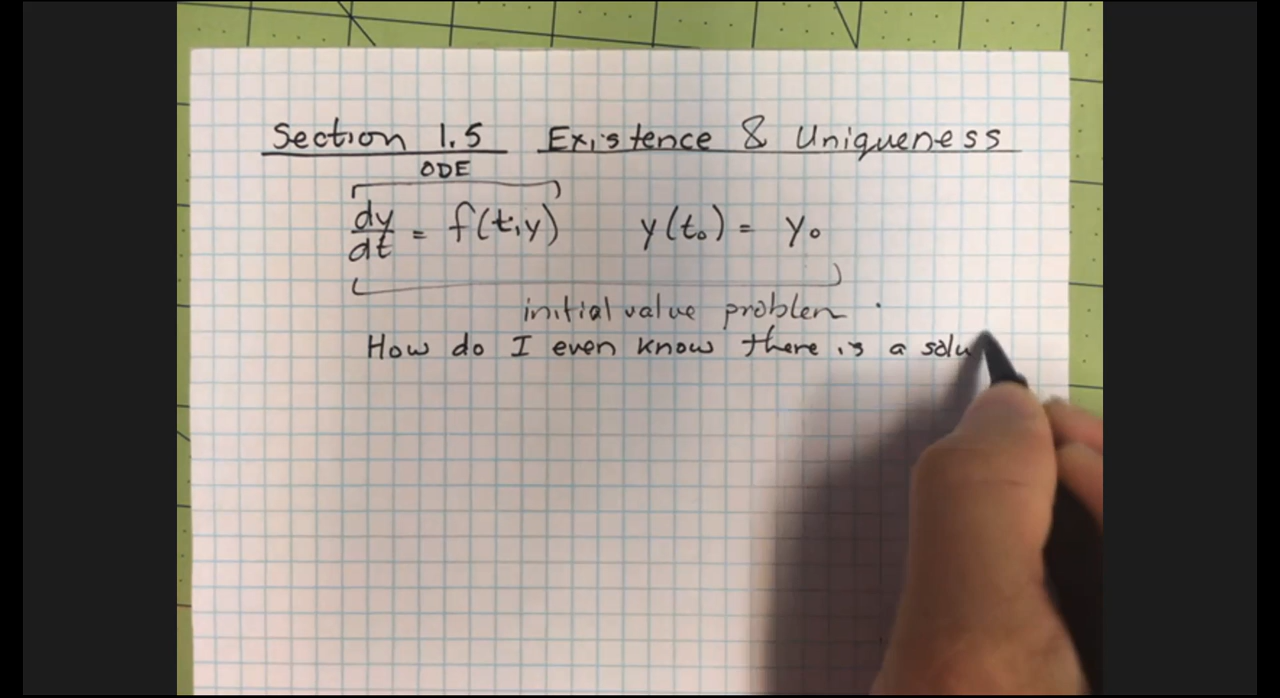 Section 1.5 Existence & Uniqueness
ODE
dy/dt = f(t,y) y(t₀) = y₀
initial value problem
How do I even know there is a solu